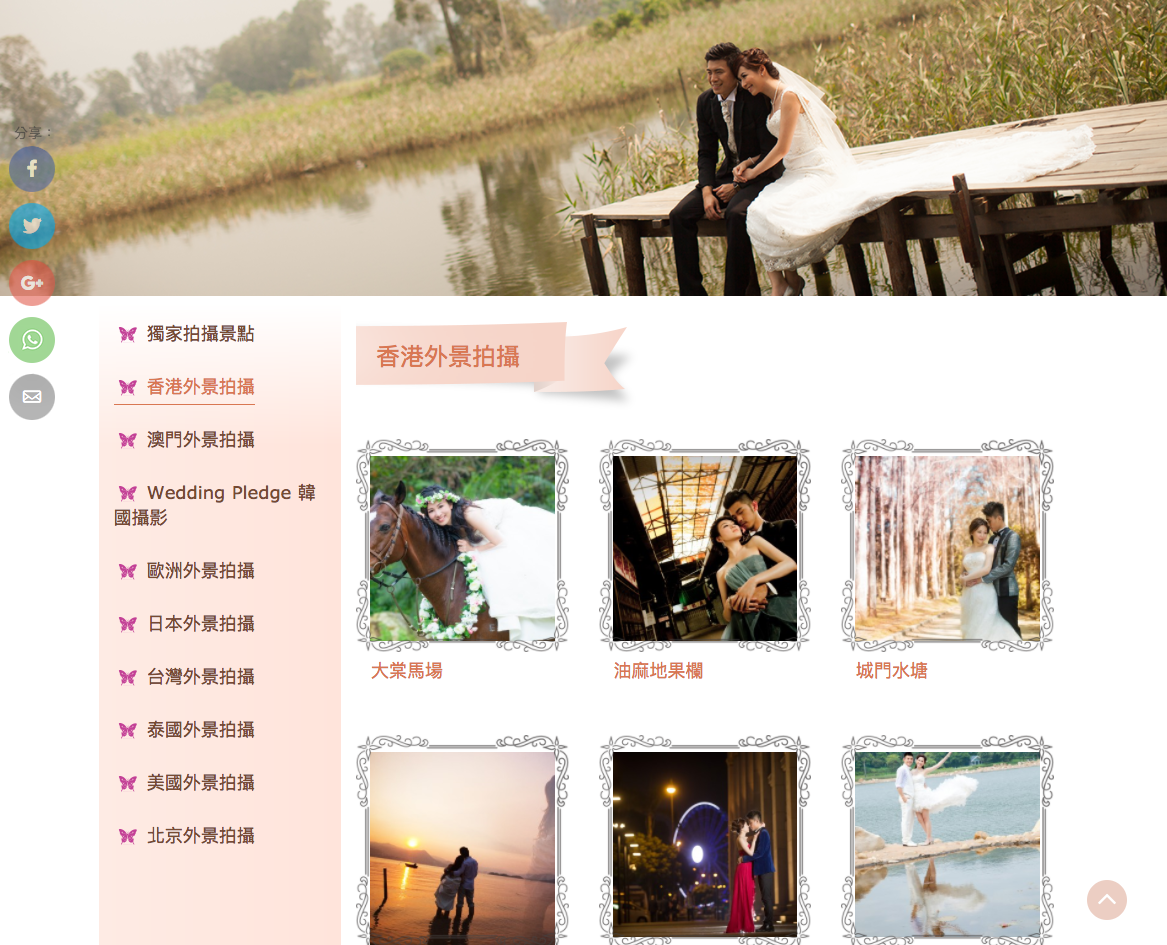 分享：
獨家拍攝景點
香港外景拍攝
澳門外景拍攝
Wedding Pledge 韓
國攝影
歐洲外景拍攝
日本外景拍攝
台灣外景拍攝
泰國外景拍攝
美國外景拍攝
北京外景拍攝
香港外景拍攝
大棠馬場
油麻地果欄
城門水塘